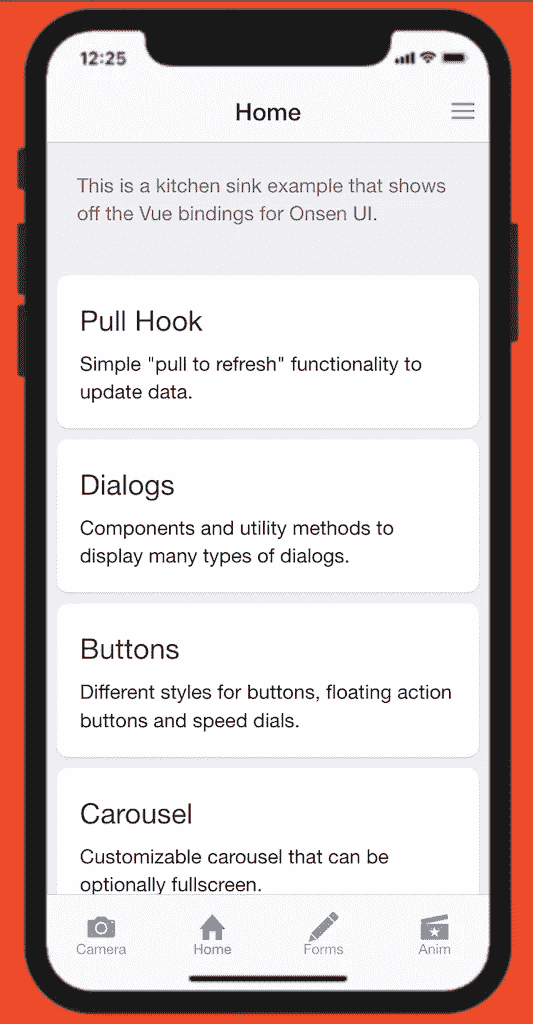 12:25
Home
This is a kitchen sink example that shows
off the Vue bindings for Onsen UI.
Pull Hook
Simple "pull to refresh" functionality to
update data.
Dialogs
Components and utility methods to
display many types of dialogs.
Buttons
Different styles for buttons, floating action
buttons and speed dials.
Carousel
Customizable carousel that can be
optionally fullscreen.
Camera
Home
Forms
Anim